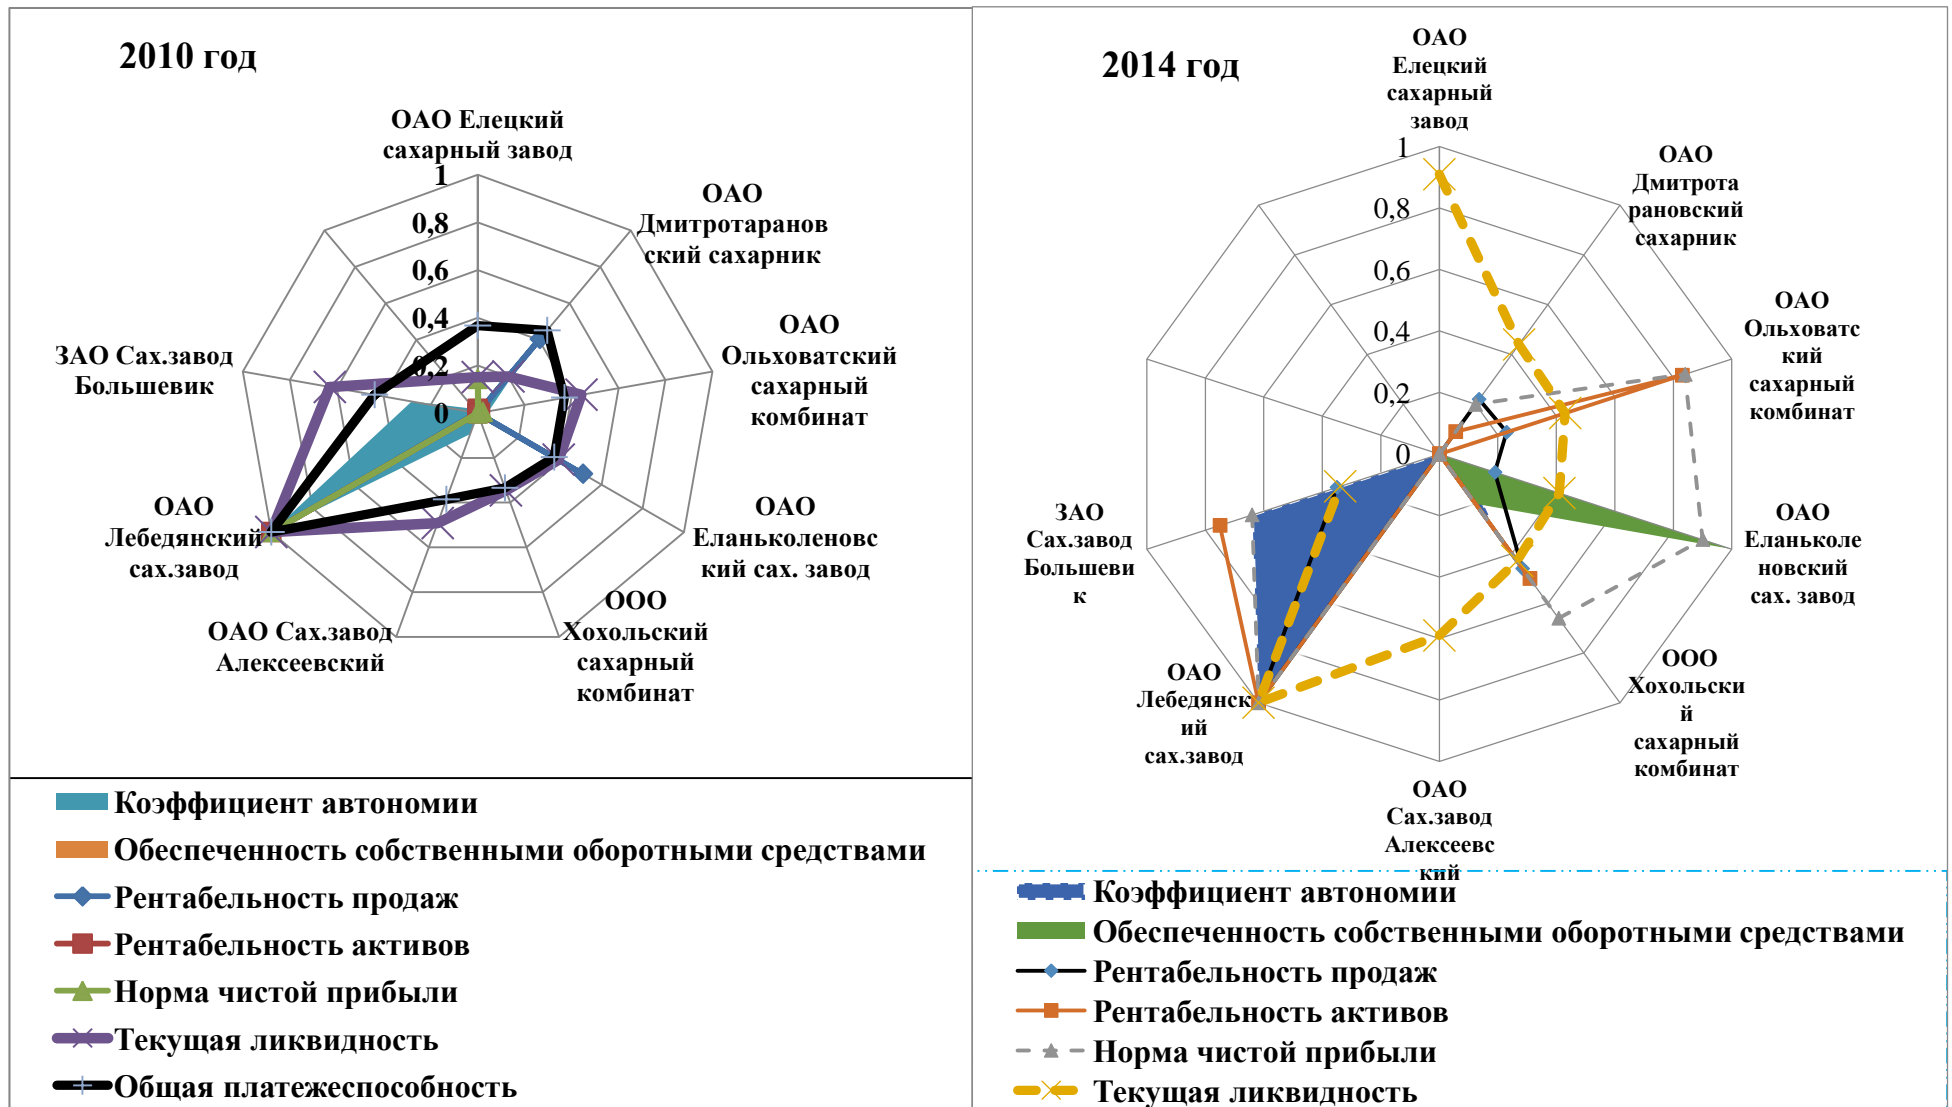 2010 год
ОАО Елецкий
сахарный завод
ОАО
Дмитротаранов
ский сахарник
ОАО
Ольховатский
сахарный
комбинат
ОАО
Еланьколеновс
кий сах. завод
ООО
Хохольский
сахарный
комбинат
ОАО Сах.завод
Алексеевский
ОАО
Лебедянский
сах.завод
ЗАО Сах.завод
Большевик
1
0,8
0,6
0,4
0,2
0
Коэффициент автономии
Обеспеченность собственными оборотными средствами
Рентабельность продаж
Рентабельность активов
Норма чистой прибыли
Текущая ликвидность
Общая платежеспособность
2014 год
ОАО
Елецкий
сахарный
завод
ОАО
Дмитрота
рановский
сахарник
ОАО
Ольховатс
кий
сахарный
комбинат
ОАО
Еланьколе
новский
сах. завод
ООО
Хохольски
й
сахарный
комбинат
ОАО
Сах.завод
Алексеевс
кий
ОАО
Лебедянск
ий
сах.завод
ЗАО
Сах.завод
Большеви
к
1
0,8
0,6
0,4
0,2
0
Коэффициент автономии
Обеспеченность собственными оборотными средствами
Рентабельность продаж
Рентабельность активов
Норма чистой прибыли
Текущая ликвидность